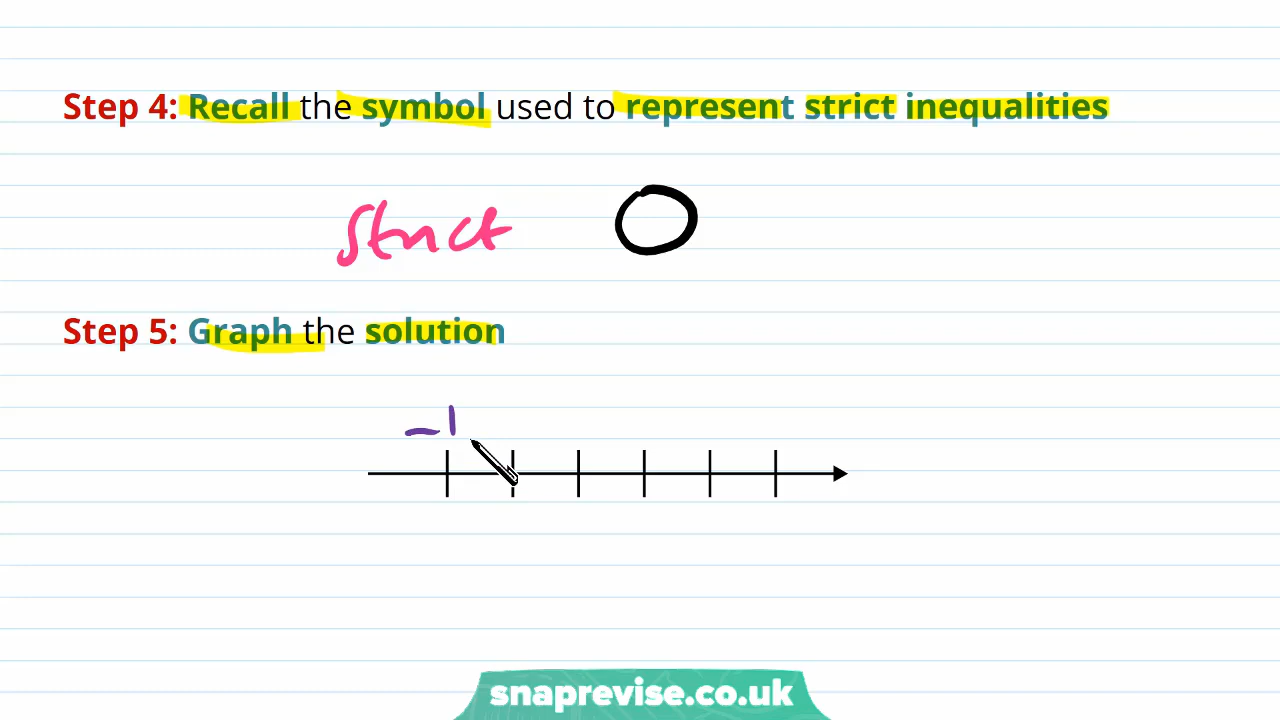 Step 4: Recall the symbol used to represent strict inequalities
Strict
Step 5: Graph the solution
-1
snaprevise.co.uk